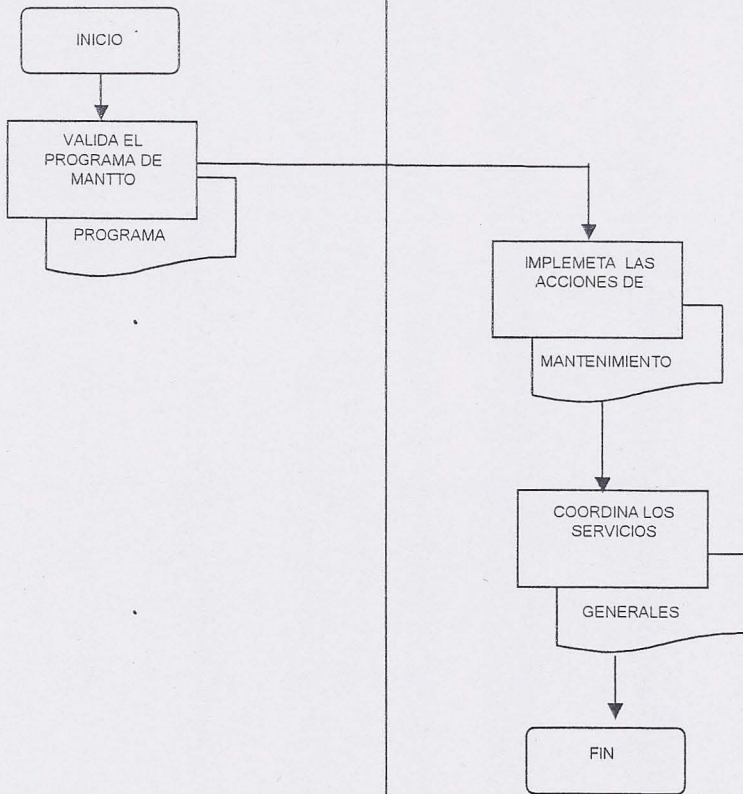 INICIO
VALIDA EL
PROGRAMA DE
MANTTO
PROGRAMA
IMPLEMETA LAS
ACCIONES DE
MANTENIMIENTO
COORDINA LOS
SERVICIOS
GENERALES
FIN